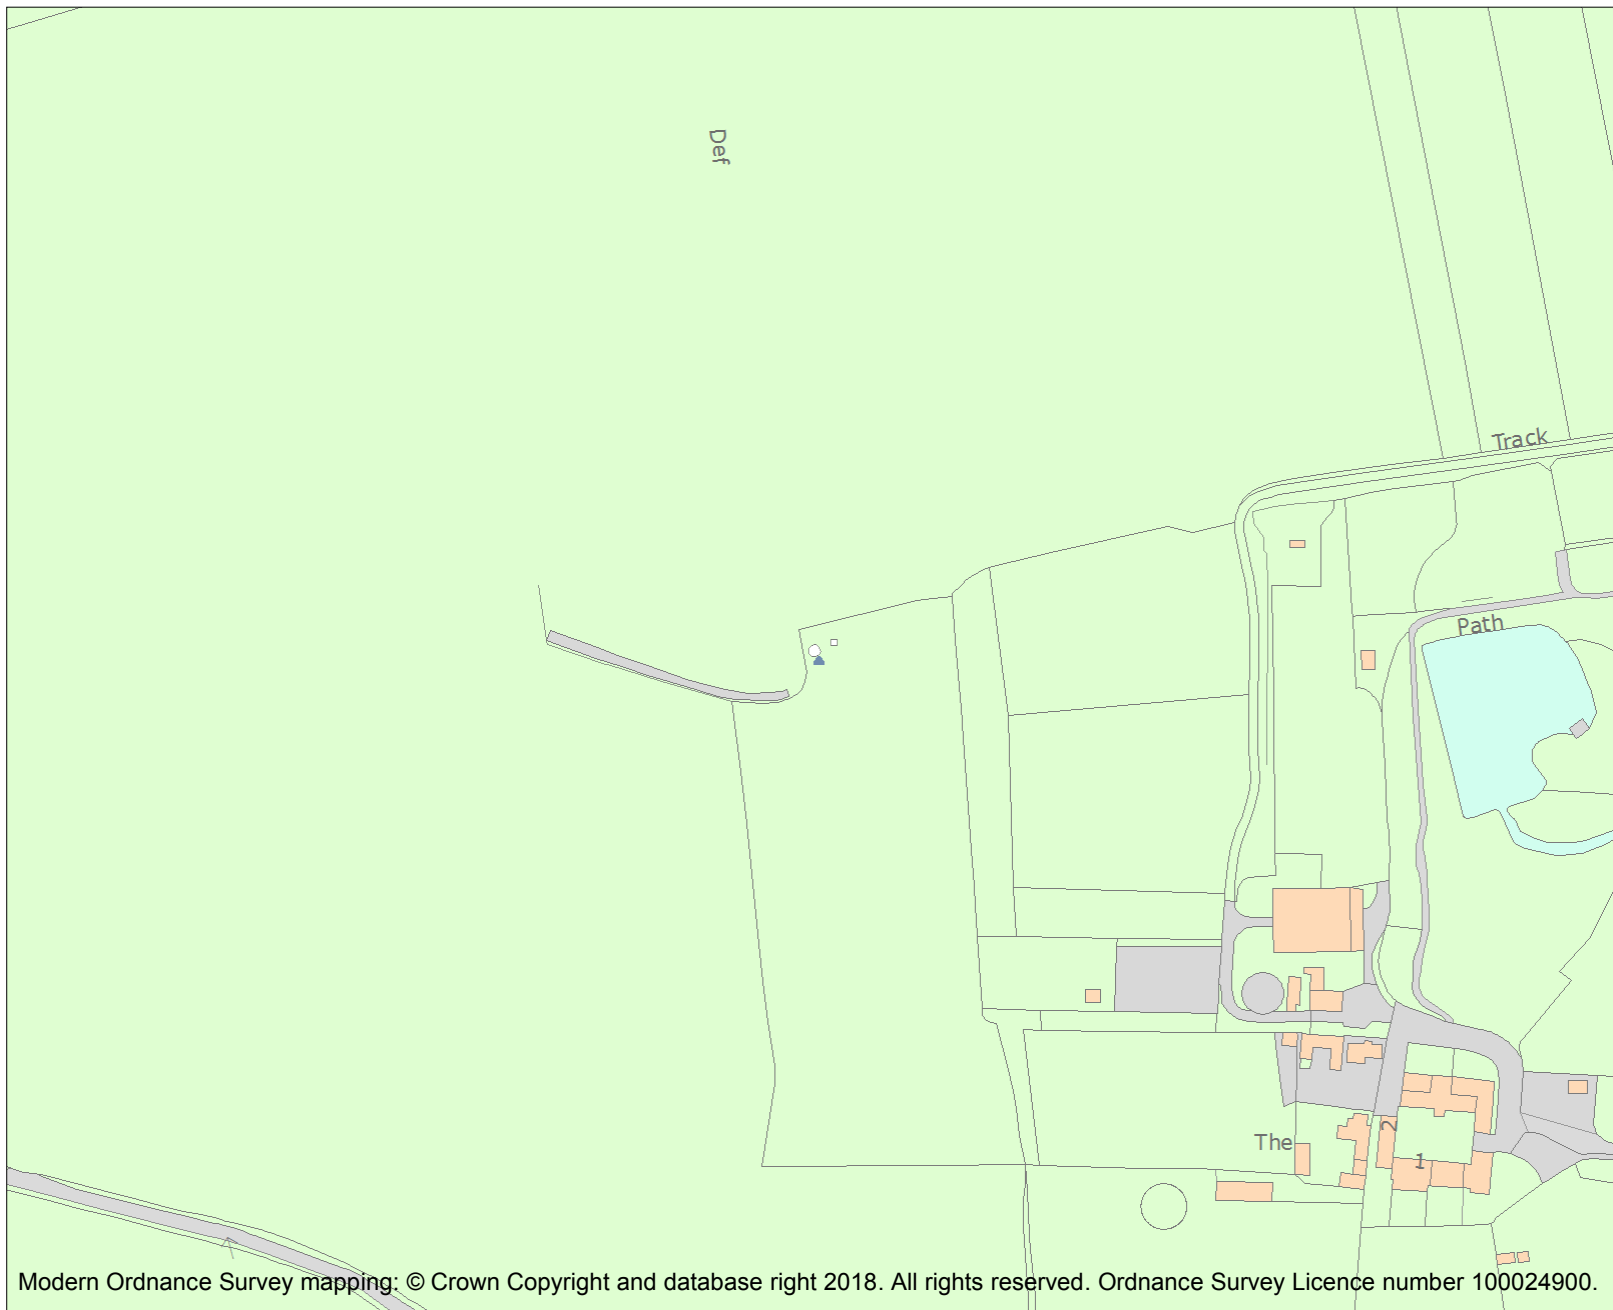 Def
Track
Path
The
2
1
Modern Ordnance Survey mapping: © Crown Copyright and database right 2018. All rights reserved. Ordnance Survey Licence number 100024900.